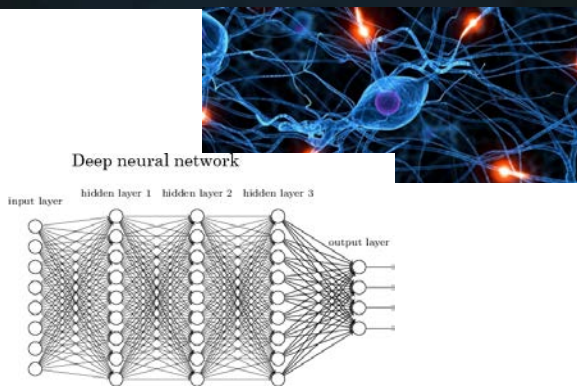 Deep neural network
hidden layer 1 hidden layer 2 hidden layer 3
input layer
output layer